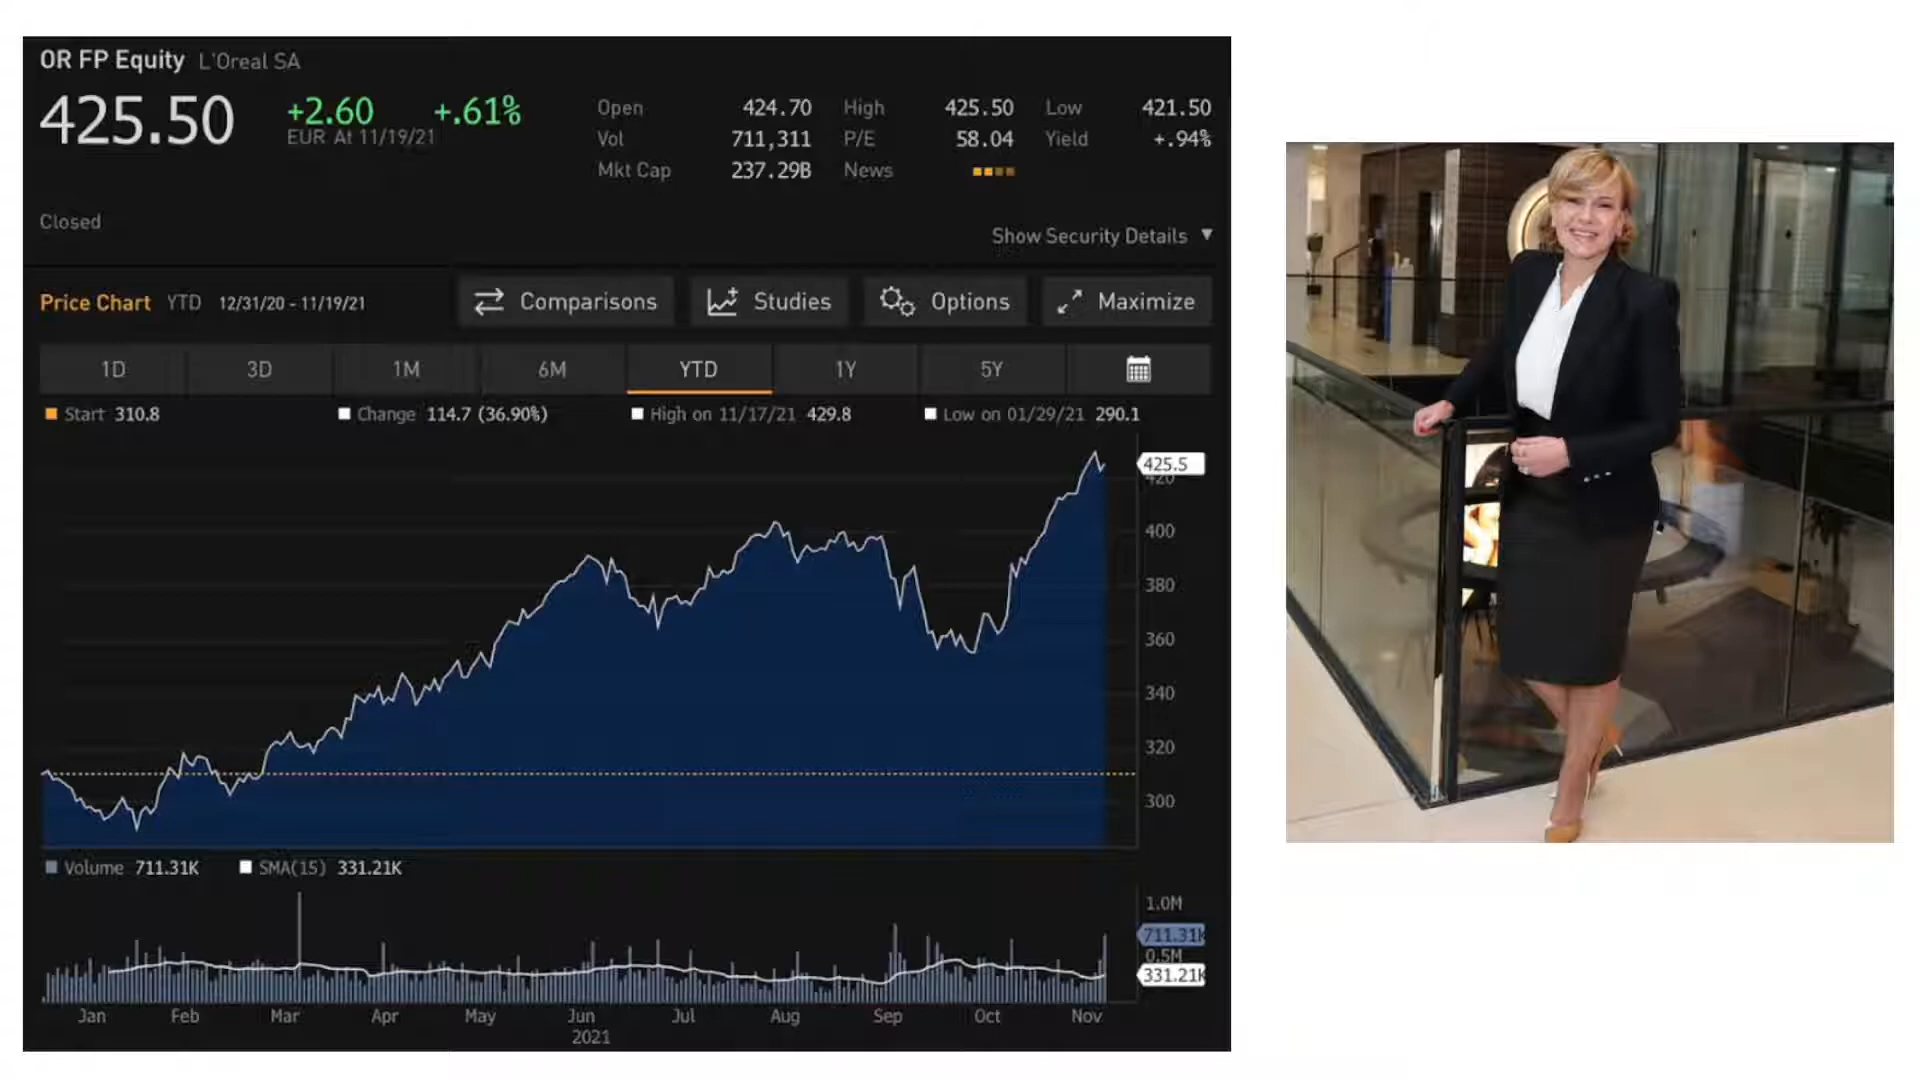 OR FP Equity L'Oreal SA
425.50 +2.60 +.61%
EUR At 11/19/21
Open 424.70 High 425.50 Low 421.50
Vol 711,311 P/E 58.04 Yield +.94%
Mkt Cap 237.29B News
Closed
Show Security Details
Price Chart YTD 12/31/20 - 11/19/21 Comparisons Studies Options Maximize
1D 3D 1M 6M YTD 1Y 5Y
Start 310.8 Change 114.7 (36.90%) High on 11/17/21 429.8 Low on 01/29/21 290.1
425.5
420
400
380
360
340
320
300
Volume 711.31K SMA(15) 331.21K
1.0M
711.31K
0.5M
331.21K
Jan Feb Mar Apr May Jun Jul Aug Sep Oct Nov
2021